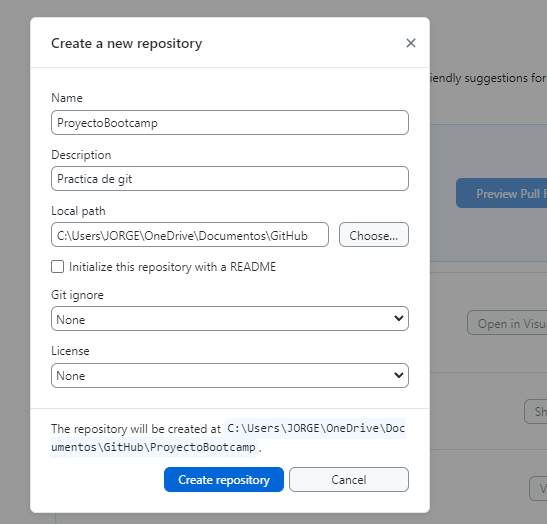 Create a new repository
iendly suggestions for
Name
ProyectoBootcamp
Description
Practica de git
Preview Pull
Local path
C:\Users\JORGE\OneDrive\Documentos\GitHub
Choose...
Initialize this repository with a README
Git ignore
None
Open in Visu
License
None
Sh
The repository will be created at C:\Users\JORGE\OneDrive\Doc
umentos\GitHub\ProyectoBootcamp.
Create repository
Cancel
V